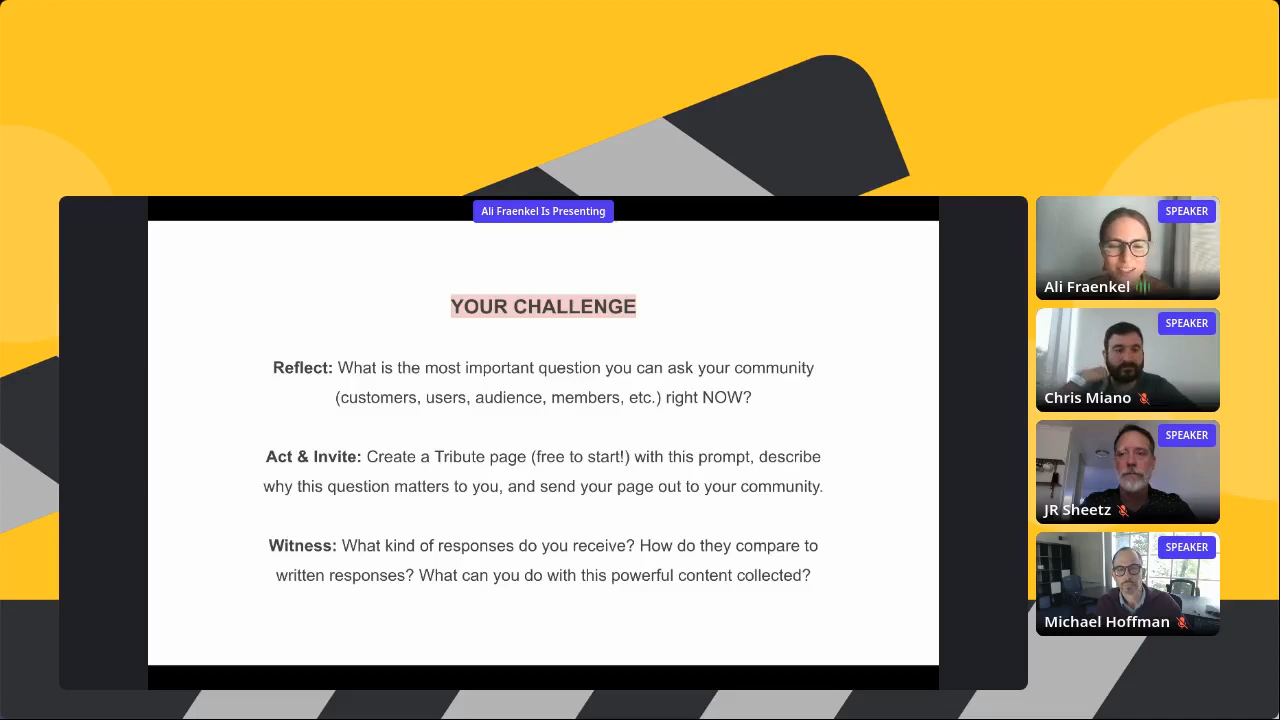 Ali Fraenkel Is Presenting
YOUR CHALLENGE
Reflect: What is the most important question you can ask your community
(customers, users, audience, members, etc.) right NOW?
Act & Invite: Create a Tribute page (free to start!) with this prompt, describe
why this question matters to you, and send your page out to your community.
Witness: What kind of responses do you receive? How do they compare to
written responses? What can you do with this powerful content collected?
SPEAKER
Ali Fraenkel
SPEAKER
Chris Miano
SPEAKER
JR Sheetz
SPEAKER
Michael Hoffman